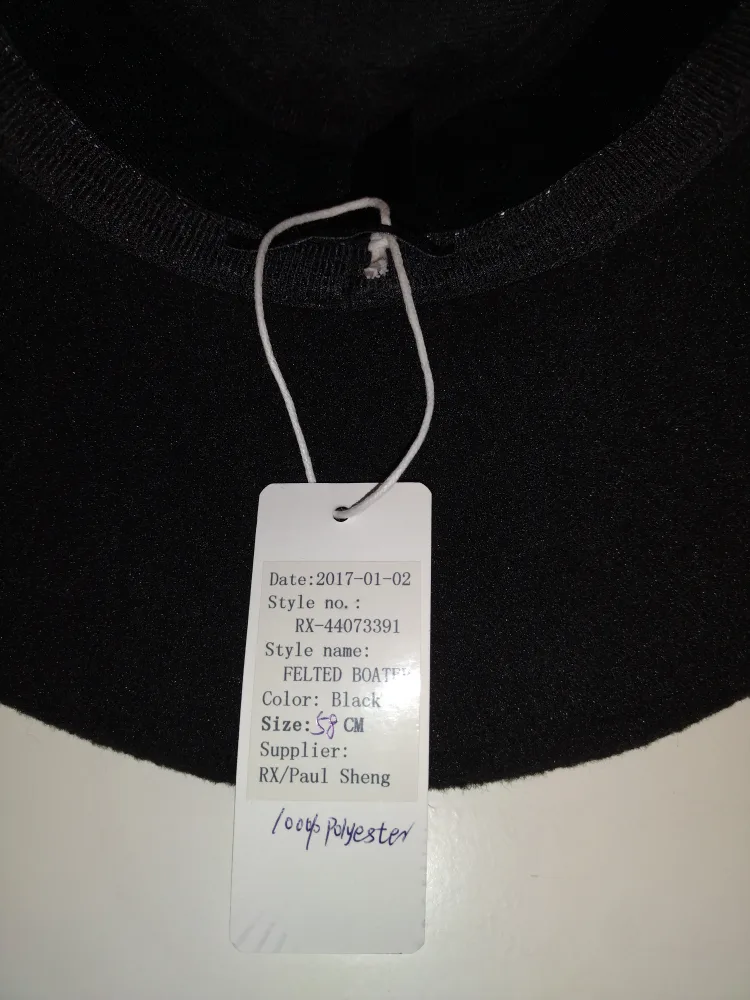 Date:2017-01-02
Style no.:
RX-44073391
Style name:
FELTED BOATER
Color: Black
Size:58 CM
Supplier:
RX/Paul Sheng
100% polyester